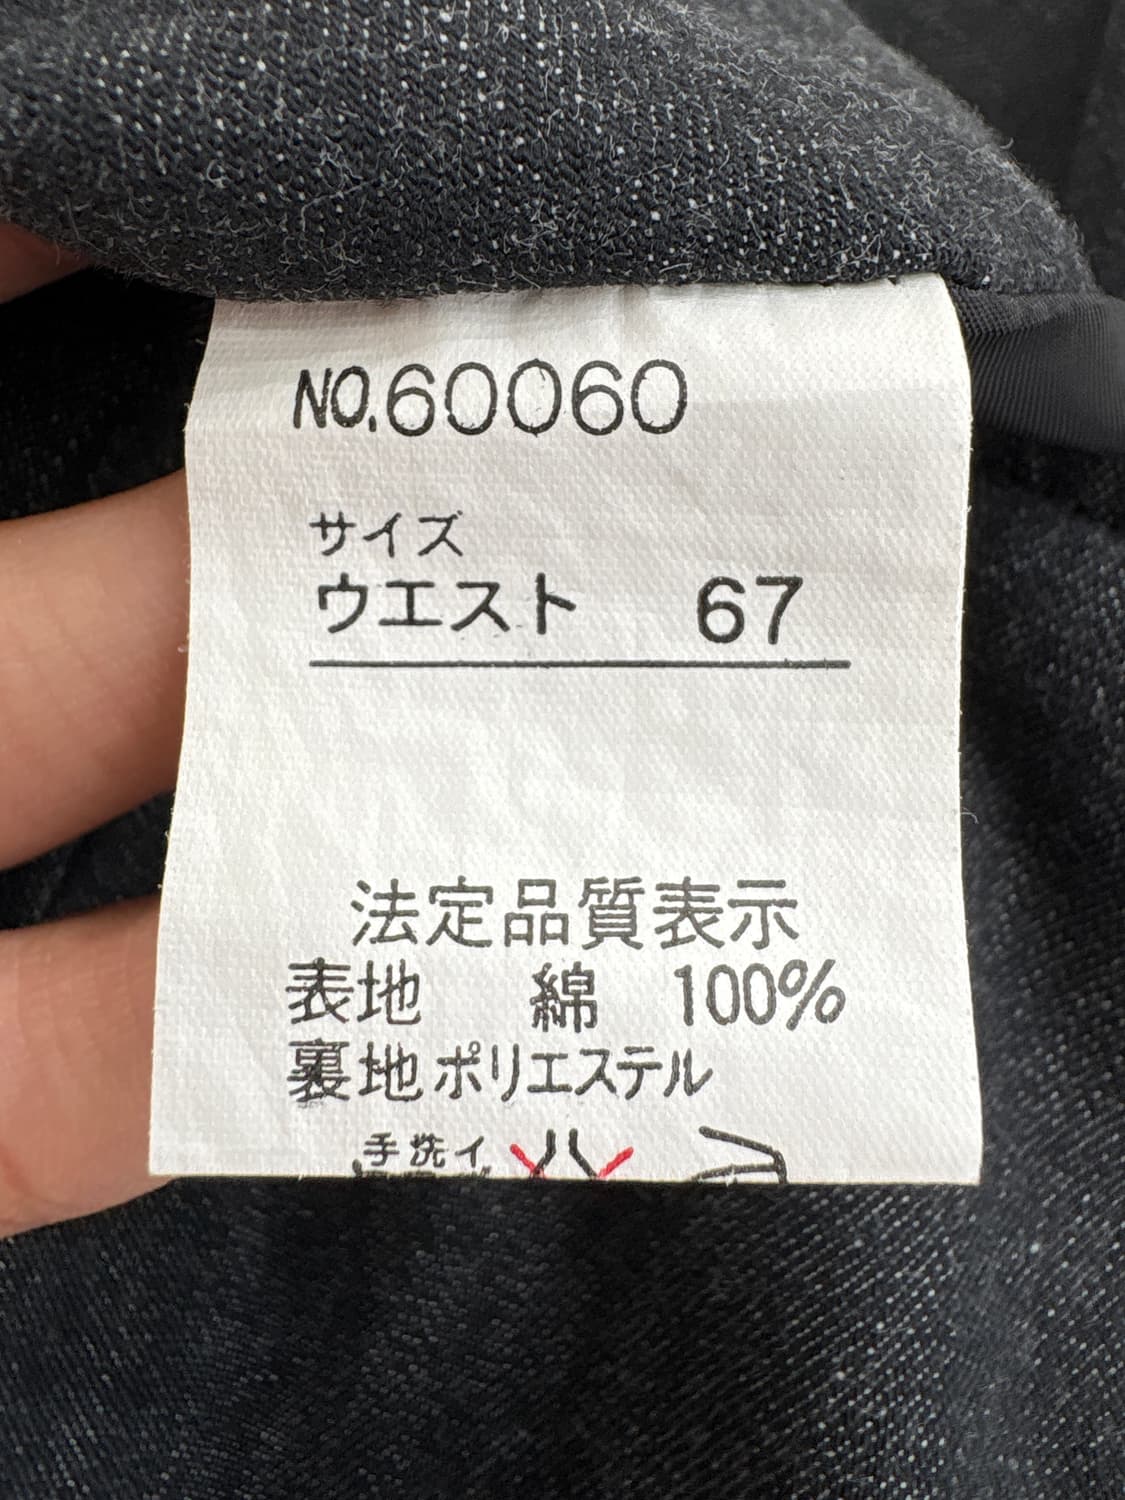 NO.60060
サイズ
ウエスト 67
法定品質表示
表地 綿 100%
裏地 ポリエステル
手洗イ